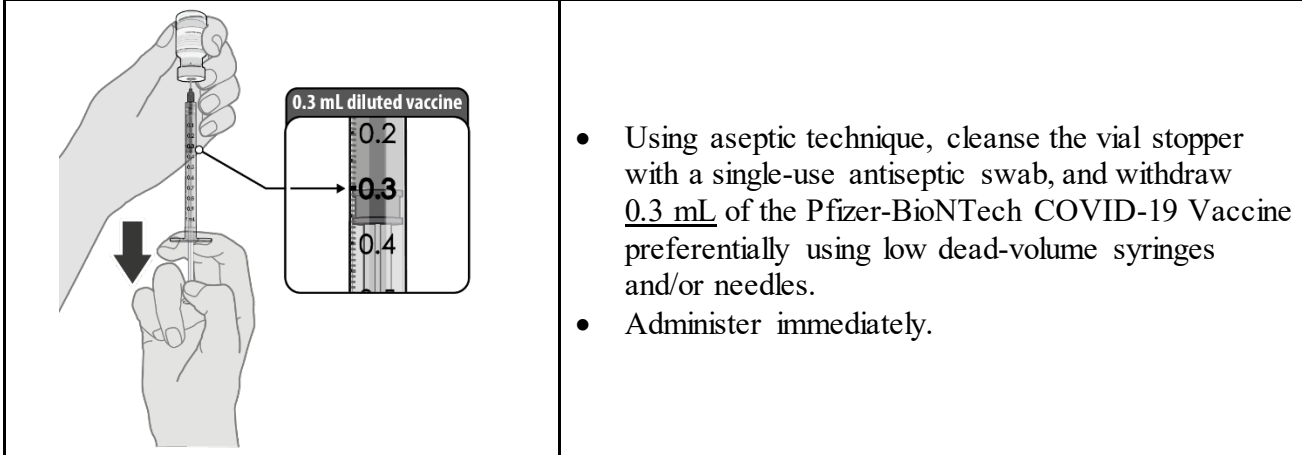 0.3 mL diluted vaccine
0.2
0.3
0.4
• Using aseptic technique, cleanse the vial stopper
with a single-use antiseptic swab, and withdraw
0.3 mL of the Pfizer-BioNTech COVID-19 Vaccine
preferentially using low dead-volume syringes
and/or needles.
• Administer immediately.